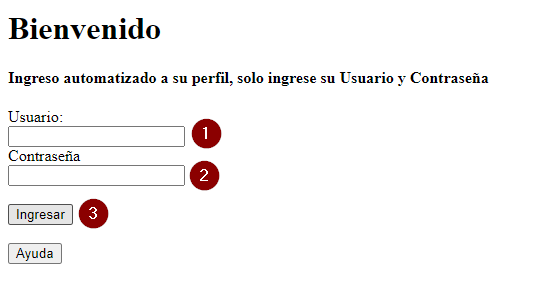 Bienvenido
Ingreso automatizado a su perfil, solo ingrese su Usuario y Contraseña
Usuario:
1
Contraseña
2
Ingresar 3
Ayuda